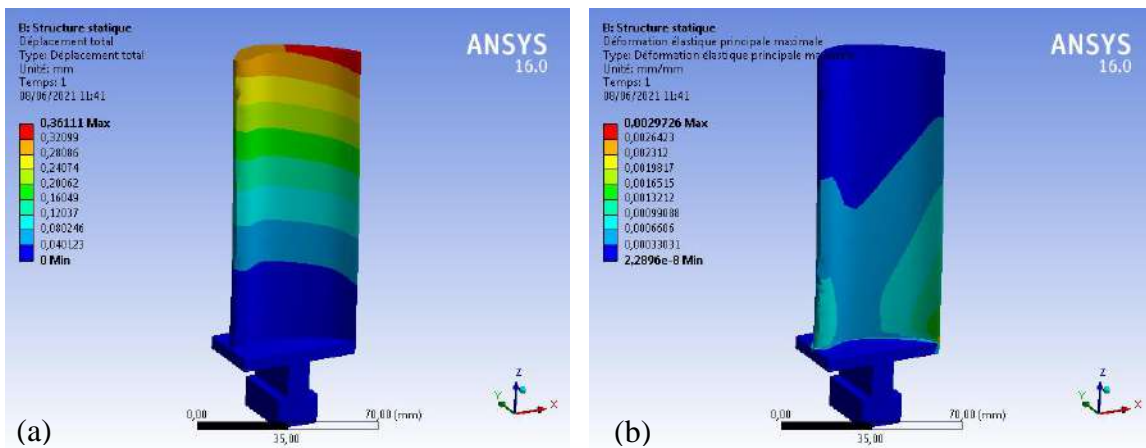 B: Structure statique
Déplacement total
Type: Déplacement total
Unité: mm
Temps: 1
08/06/2021 11:41
0,36111 Max
0,32099
0,28086
0,24074
0,20062
0,16049
0,12037
0,080246
0,040123
0 Min
ANSYS
16.0
Z
Y
X
0,00
70,00 (mm)
35,00
(a)
B: Structure statique
Déformation élastique principale maximale
Type: Déformation élastique principale
Unité: mm/mm
Temps: 1
08/06/2021 11:41
0,0029726 Max
0,0026423
0,002312
0,0019817
0,0016515
0,0013212
0,00099088
0,0006606
0,00033031
2,2896e-8 Min
ANSYS
16.0
Z
Y
X
0,00
70,00 (mm)
35,00
(b)